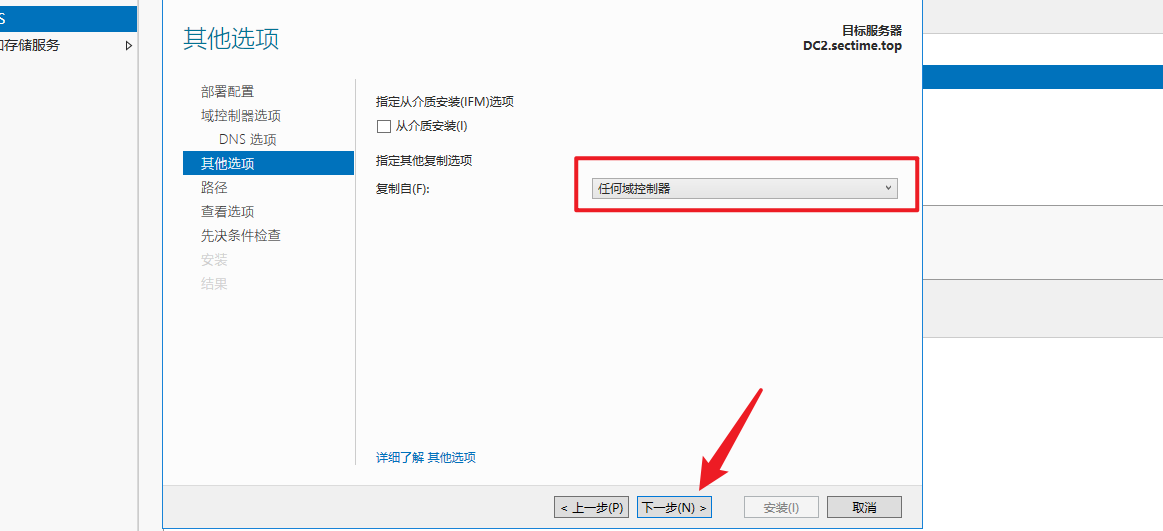 S
和存储服务
其他选项
目标服务器
DC2.sectime.top
部署配置
域控制器选项
DNS 选项
其他选项
路径
查看选项
先决条件检查
安装
结果
指定从介质安装(IFM)选项
从介质安装(I)
指定其他复制选项
复制自(F):
任何域控制器
详细了解 其他选项
< 上一步(P)
下一步(N) >
安装(I)
取消